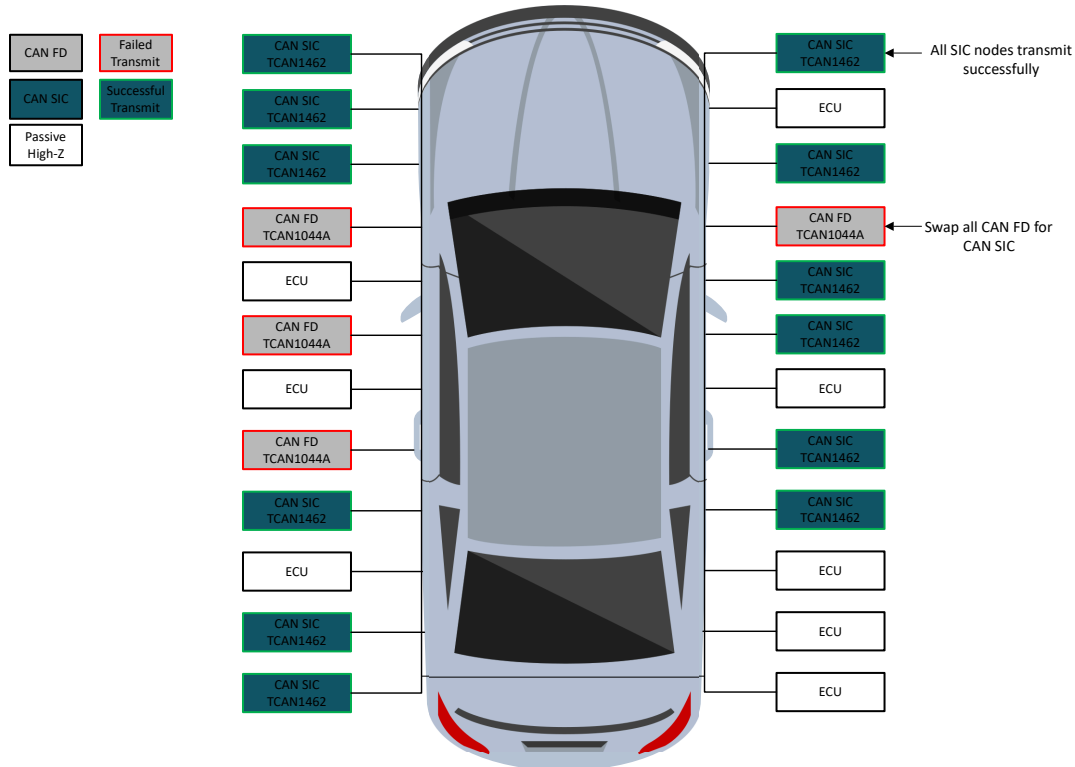 CAN FD
Failed
Transmit
CAN SIC
Successful
Transmit
Passive
High-Z
CAN SIC
TCAN1462
CAN SIC
TCAN1462
CAN SIC
TCAN1462
CAN FD
TCAN1044A
ECU
CAN FD
TCAN1044A
ECU
CAN FD
TCAN1044A
CAN SIC
TCAN1462
ECU
CAN SIC
TCAN1462
CAN SIC
TCAN1462
CAN SIC
TCAN1462
ECU
CAN SIC
TCAN1462
CAN FD
TCAN1044A
CAN SIC
TCAN1462
CAN SIC
TCAN1462
ECU
CAN SIC
TCAN1462
CAN SIC
TCAN1462
ECU
ECU
ECU
All SIC nodes transmit
successfully
Swap all CAN FD for
CAN SIC